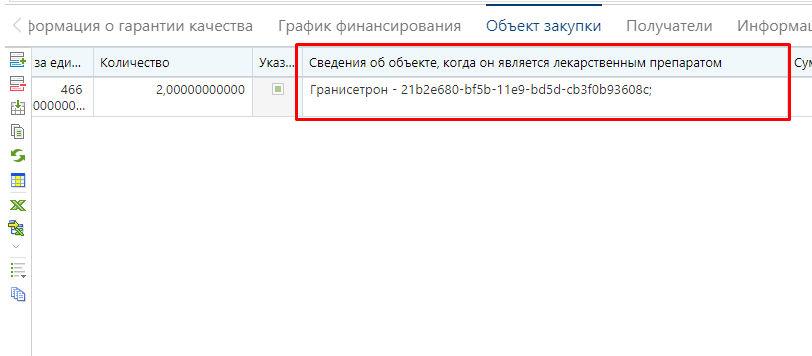 формация о гарантии качества График финансирования Объект закупки Получатели Информац
за еди... Количество Указ... Сведения об объекте, когда он является лекарственным препаратом Сум
466 2,00000000000 Гранисетрон - 21b2e680-bf5b-11e9-bd5d-cb3f0b93608c;
000000...